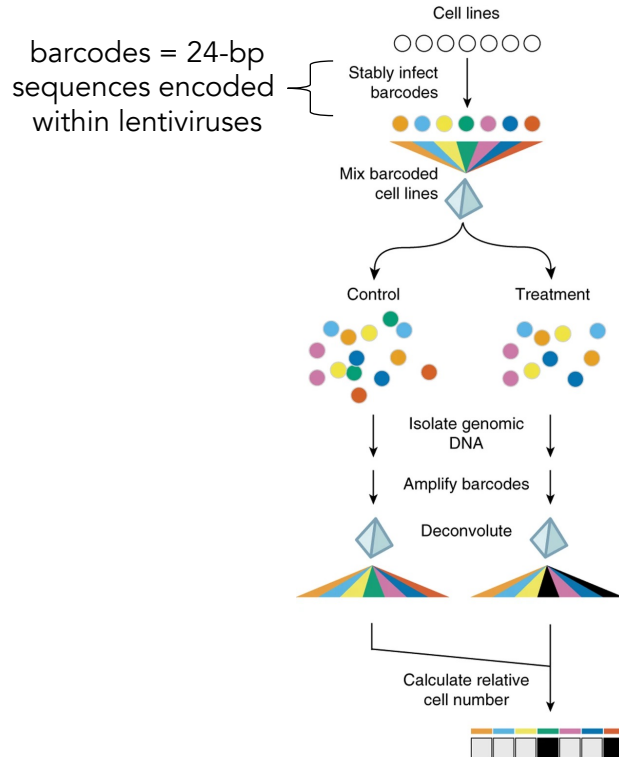 Cell lines
barcodes = 24-bp
sequences encoded
within lentiviruses
Stably infect
barcodes
Mix barcoded
cell lines
Control
Treatment
Isolate genomic
DNA
Amplify barcodes
Deconvolute
Calculate relative
cell number